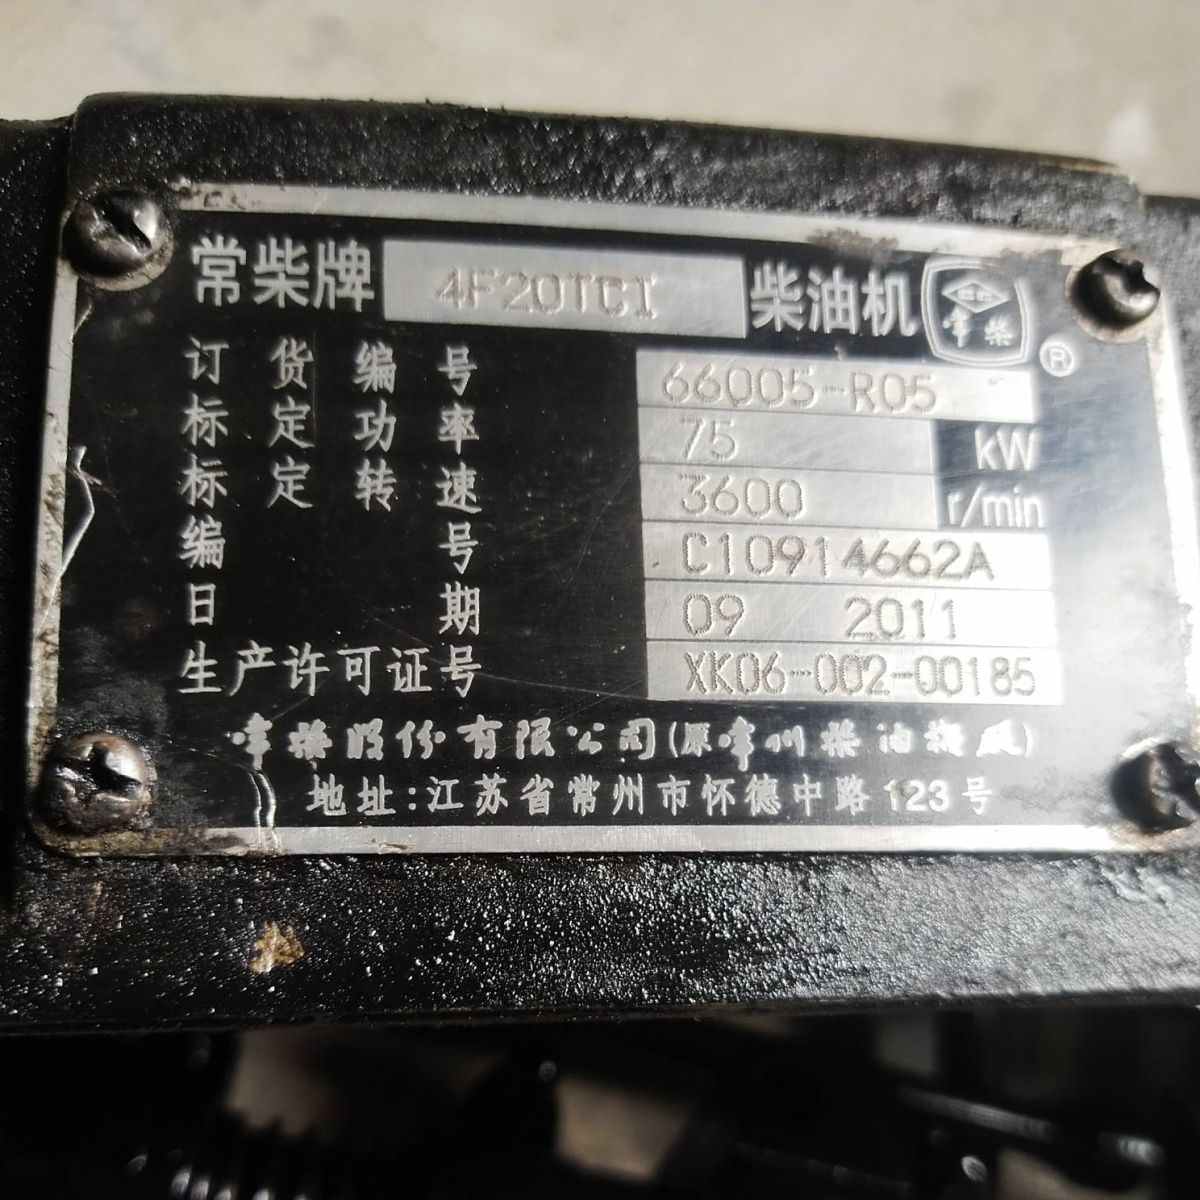 常柴牌 4F20TCI 柴油机 常柴 ®
订货编号 66005-R05
标定功率 75 kW
标定转速 3600 r/min
编号 C10914662A
日期 09 2011
生产许可证号 XK06-002-00185
常柴股份有限公司(原常州柴油机厂)
地址:江苏省常州市怀德中路123号